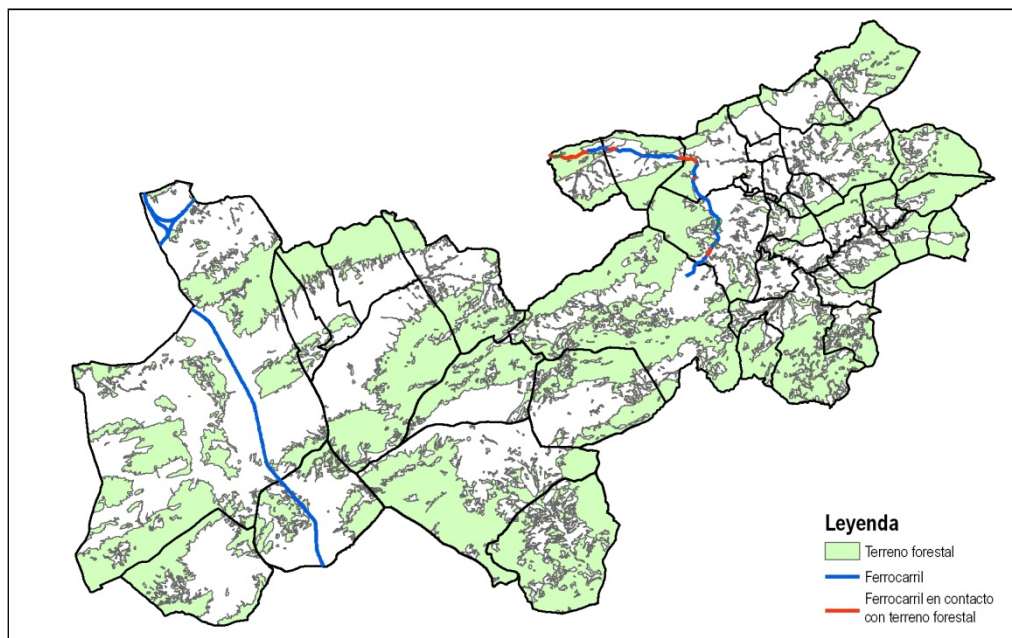 Leyenda
Terreno forestal
Ferrocarril
Ferrocarril en contacto
con terreno forestal